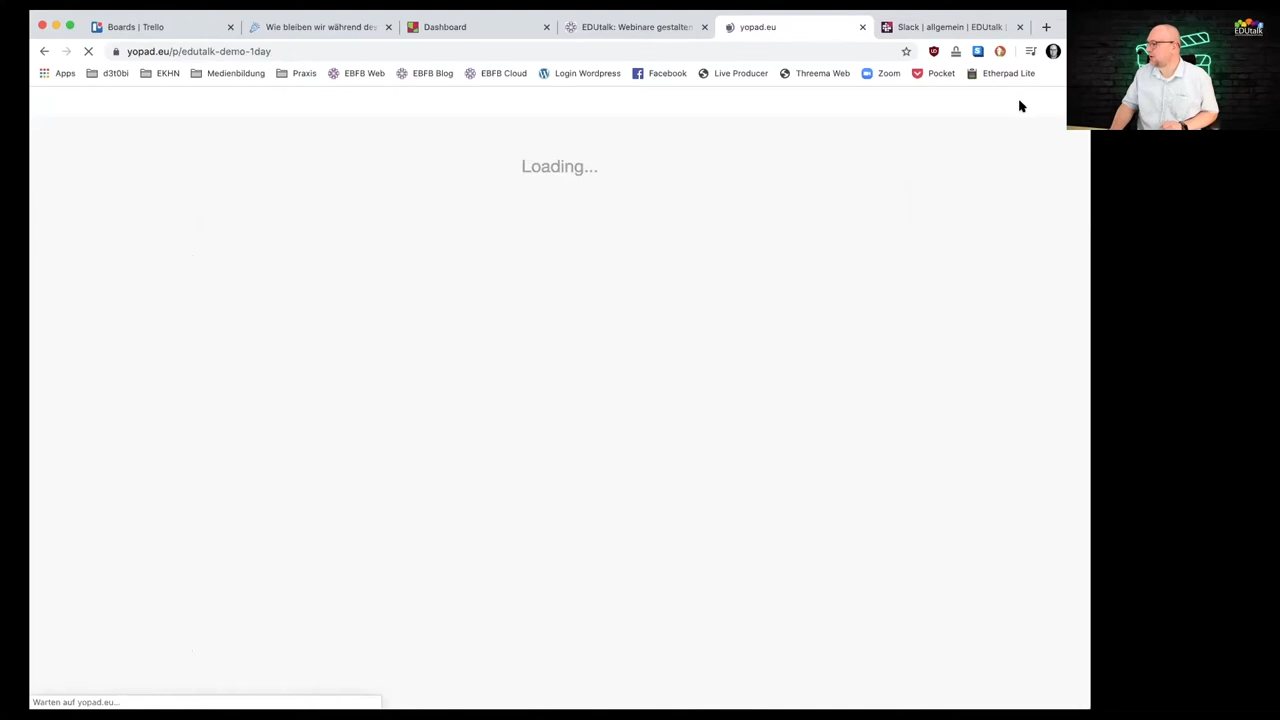 Boards | Trello
Wie bleiben wir während des
Dashboard
EDUtalk: Webinare gestalten
yopad.eu
Slack | allgemein | EDUtalk
yopad.eu/p/edutalk-demo-1day
Apps d3t0bi EKHN Medienbildung Praxis EBFB Web EBFB Blog EBFB Cloud Login Wordpress Facebook Live Producer Threema Web Zoom Pocket Etherpad Lite
EDUtalk
Loading...
Warten auf yopad.eu...